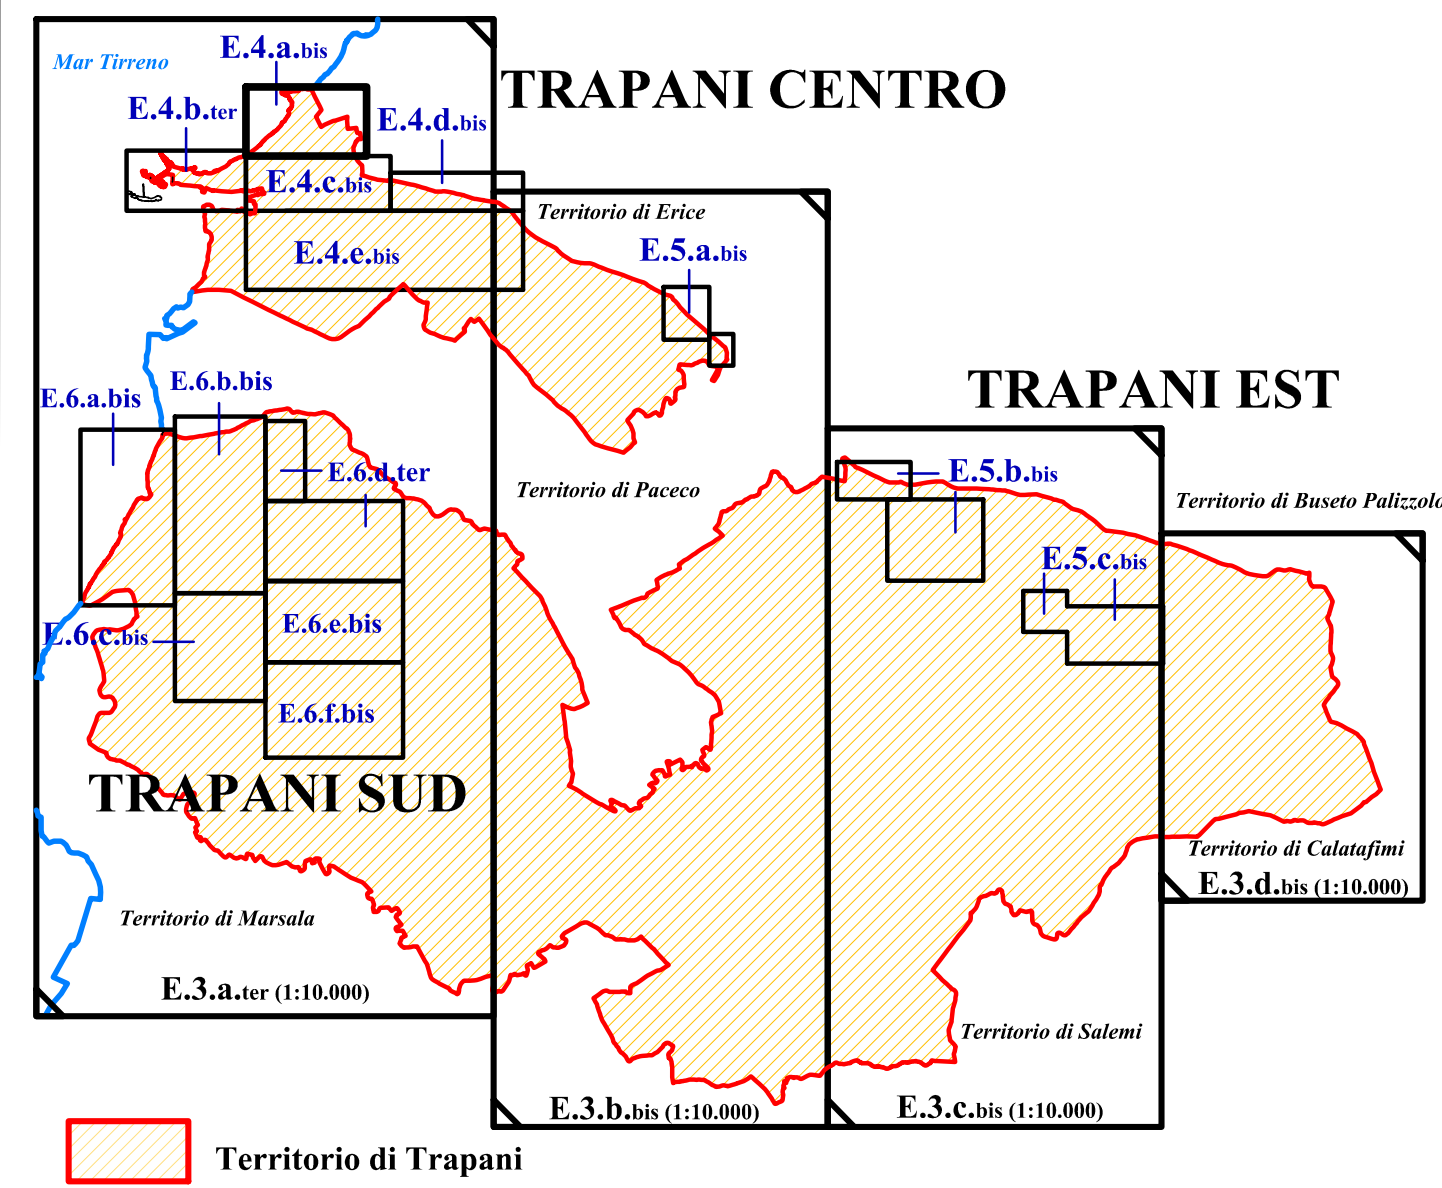 E.4.a.bis
Mar Tirreno
TRAPANI CENTRO
E.4.b.ter
E.4.d.bis
E.4.c.bis
Territorio di Erice
E.4.e.bis
E.5.a.bis
E.6.b.bis
E.6.a.bis
TRAPANI EST
E.6.d.ter
E.5.b.bis
Territorio di Paceco
Territorio di Buseto Palizzolo
E.5.c.bis
E.6.c.bis
E.6.e.bis
E.6.f.bis
TRAPANI SUD
Territorio di Calatafimi
E.3.d.bis (1:10.000)
Territorio di Marsala
E.3.a.ter (1:10.000)
Territorio di Salemi
E.3.b.bis (1:10.000)
E.3.c.bis (1:10.000)
Territorio di Trapani